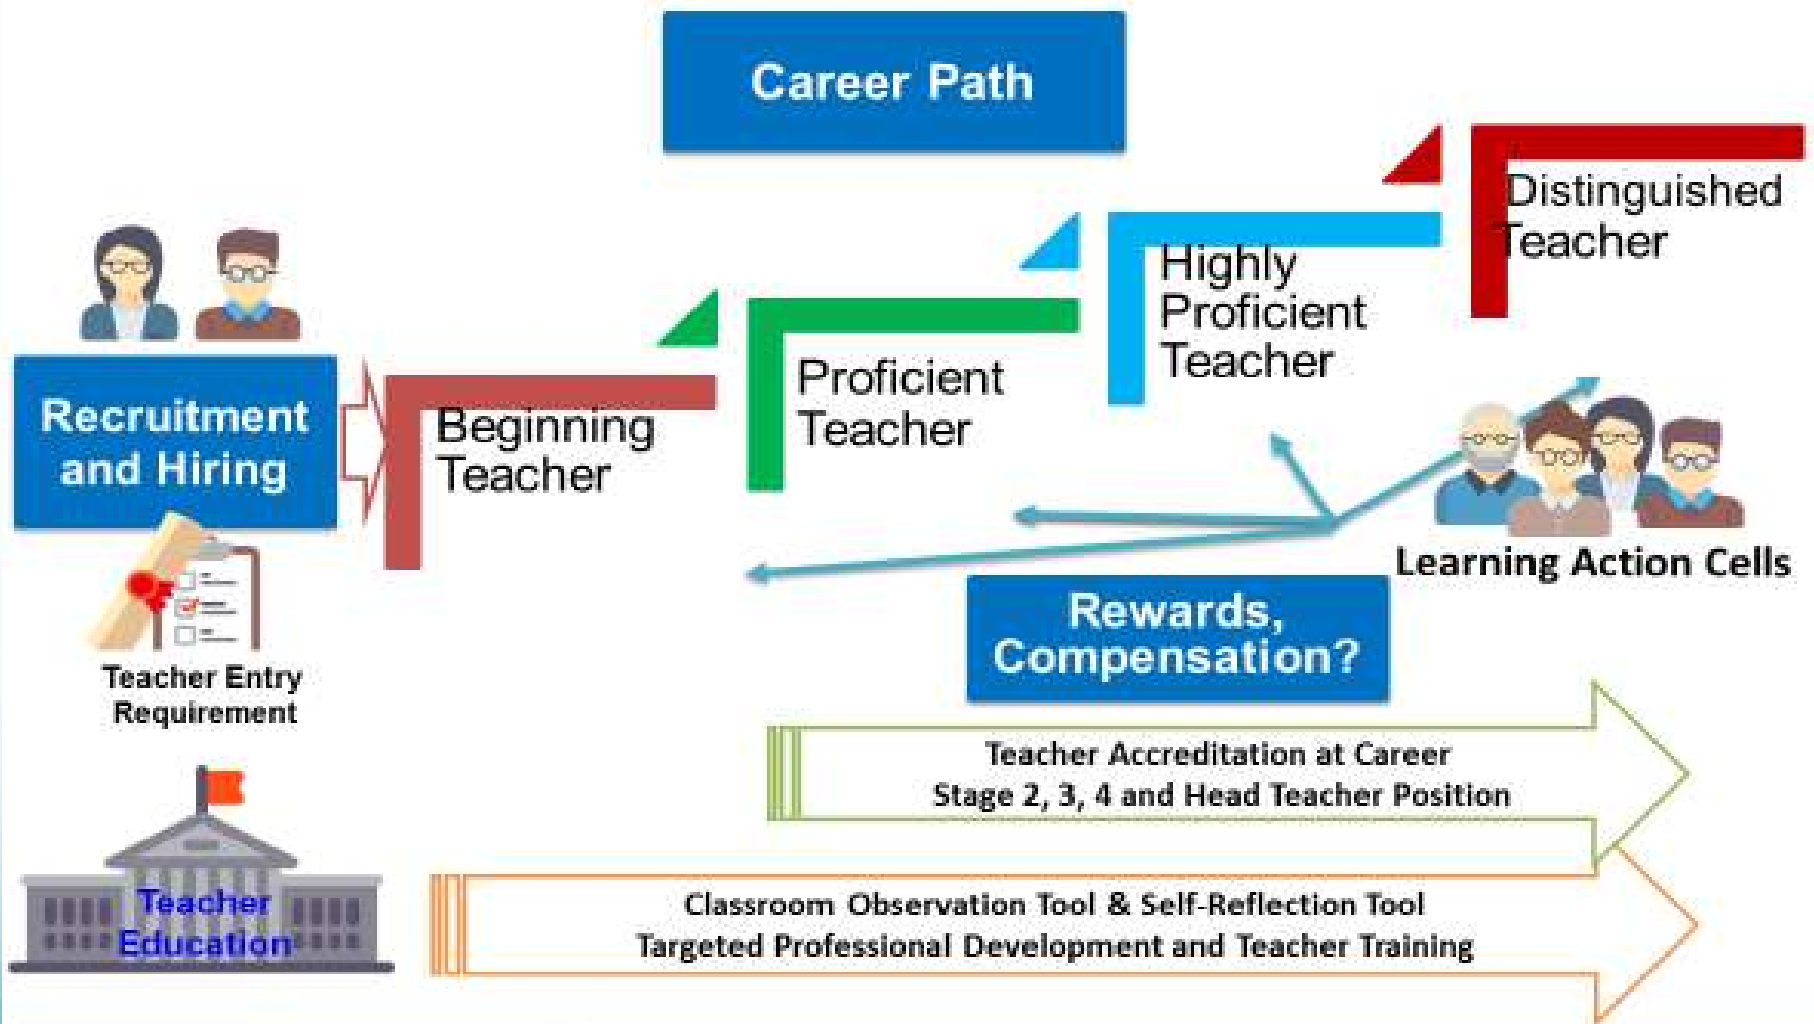 Career Path
Distinguished
Teacher
Highly
Proficient
Teacher
Proficient
Teacher
Beginning
Teacher
Recruitment
and Hiring
Learning Action Cells
Rewards,
Compensation?
Teacher Entry
Requirement
Teacher Accreditation at Career
Stage 2, 3, 4 and Head Teacher Position
Teacher
Education
Classroom Observation Tool & Self-Reflection Tool
Targeted Professional Development and Teacher Training